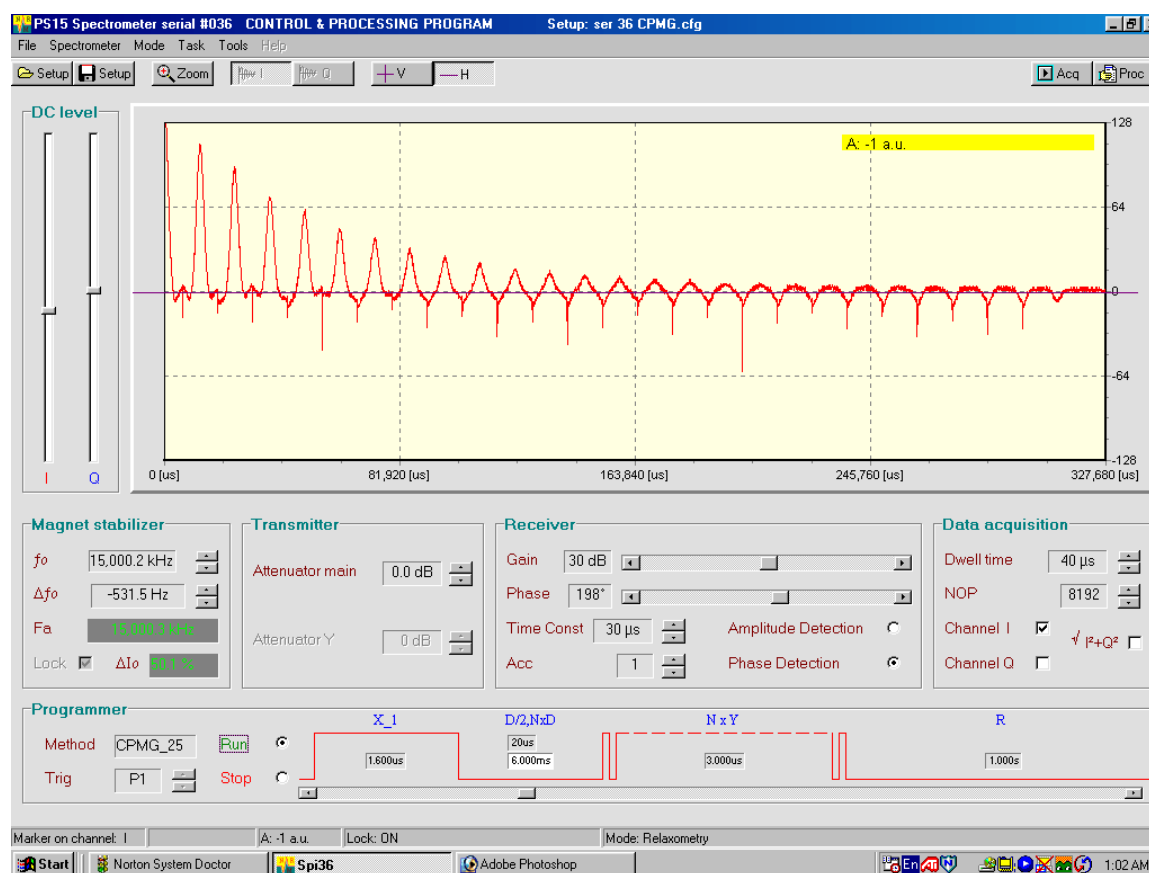 PS15 Spectrometer serial #036 CONTROL & PROCESSING PROGRAM Setup: ser 36 CPMG.cfg
File Spectrometer Mode Task Tools Help
Setup Setup Zoom I Q V H Acq Proc
DC level
A: -1 a.u.
128
64
0
-64
-128
I Q
0 [us] 81,920 [us] 163,840 [us] 245,760 [us] 327,680 [us]
Magnet stabilizer
fo 15,000.2 kHz
Δfo -531.5 Hz
Fa 15,000.3 kHz
Lock ΔIo 50.1 %
Transmitter
Attenuator main 0.0 dB
Attenuator Y 0 dB
Receiver
Gain 30 dB
Phase 198°
Time Const 30 µs Amplitude Detection
Acc 1 Phase Detection
Data acquisition
Dwell time 40 µs
NOP 8192
Channel I √ I²+Q²
Channel Q
Programmer
X_1 D/2,NxD N x Y R
Method CPMG_25 Run
Trig P1 Stop
1.600us 20us 6.000ms 3.000us 1.000s
Marker on channel: I A: -1 a.u. Lock: ON Mode: Relaxometry
Start Norton System Doctor Spi36 Adobe Photoshop En 1:02 AM